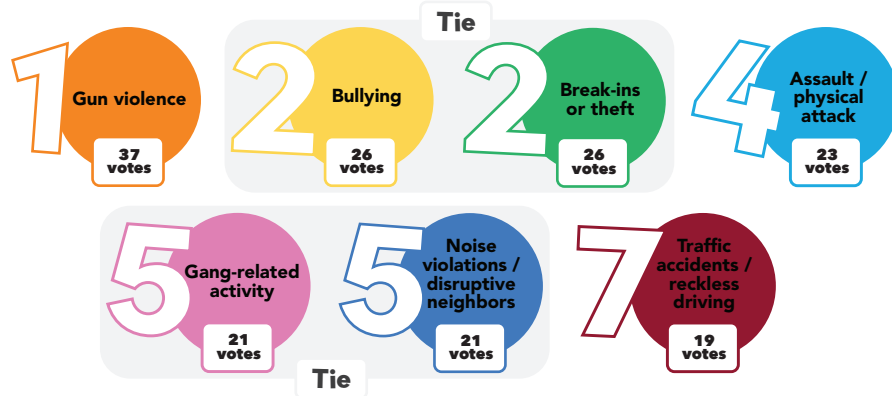 Tie
1
Gun violence
37
votes
2
Bullying
26
votes
2
Break-ins
or theft
26
votes
4
Assault /
physical
attack
23
votes
5
Gang-related
activity
21
votes
5
Noise
violations /
disruptive
neighbors
21
votes
Tie
7
Traffic
accidents /
reckless
driving
19
votes